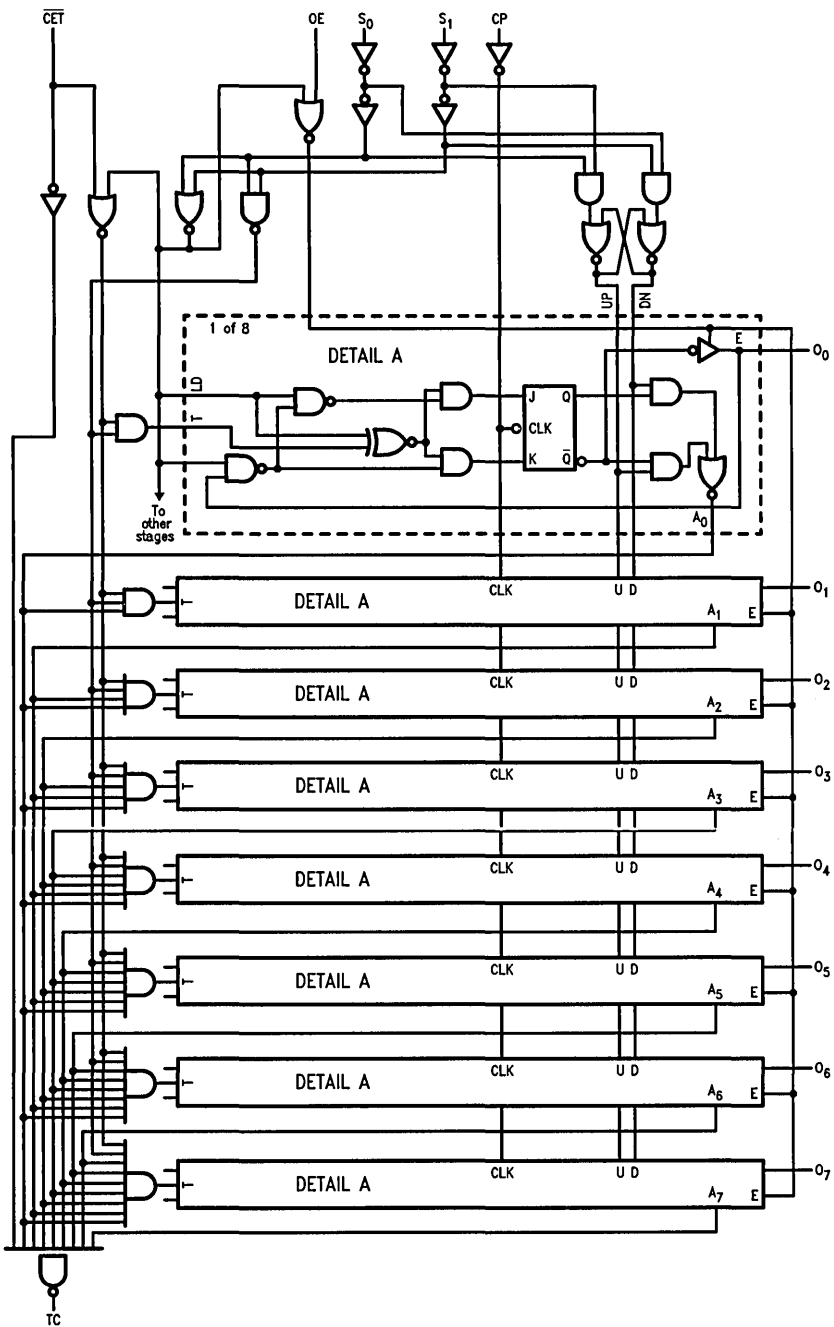 CET OE S0 S1 CP
UP DN
1 of 8
DETAIL A
E
O0
LD
J Q
T
CLK
K Q
To
other
stages
A0
CLK U D O1
T DETAIL A
A1 E
CLK U D O2
T DETAIL A
A2 E
CLK U D O3
T DETAIL A
A3 E
CLK U D O4
T DETAIL A
A4 E
CLK U D O5
T DETAIL A
A5 E
CLK U D O6
T DETAIL A
A6 E
CLK U D O7
T DETAIL A
A7 E
TC